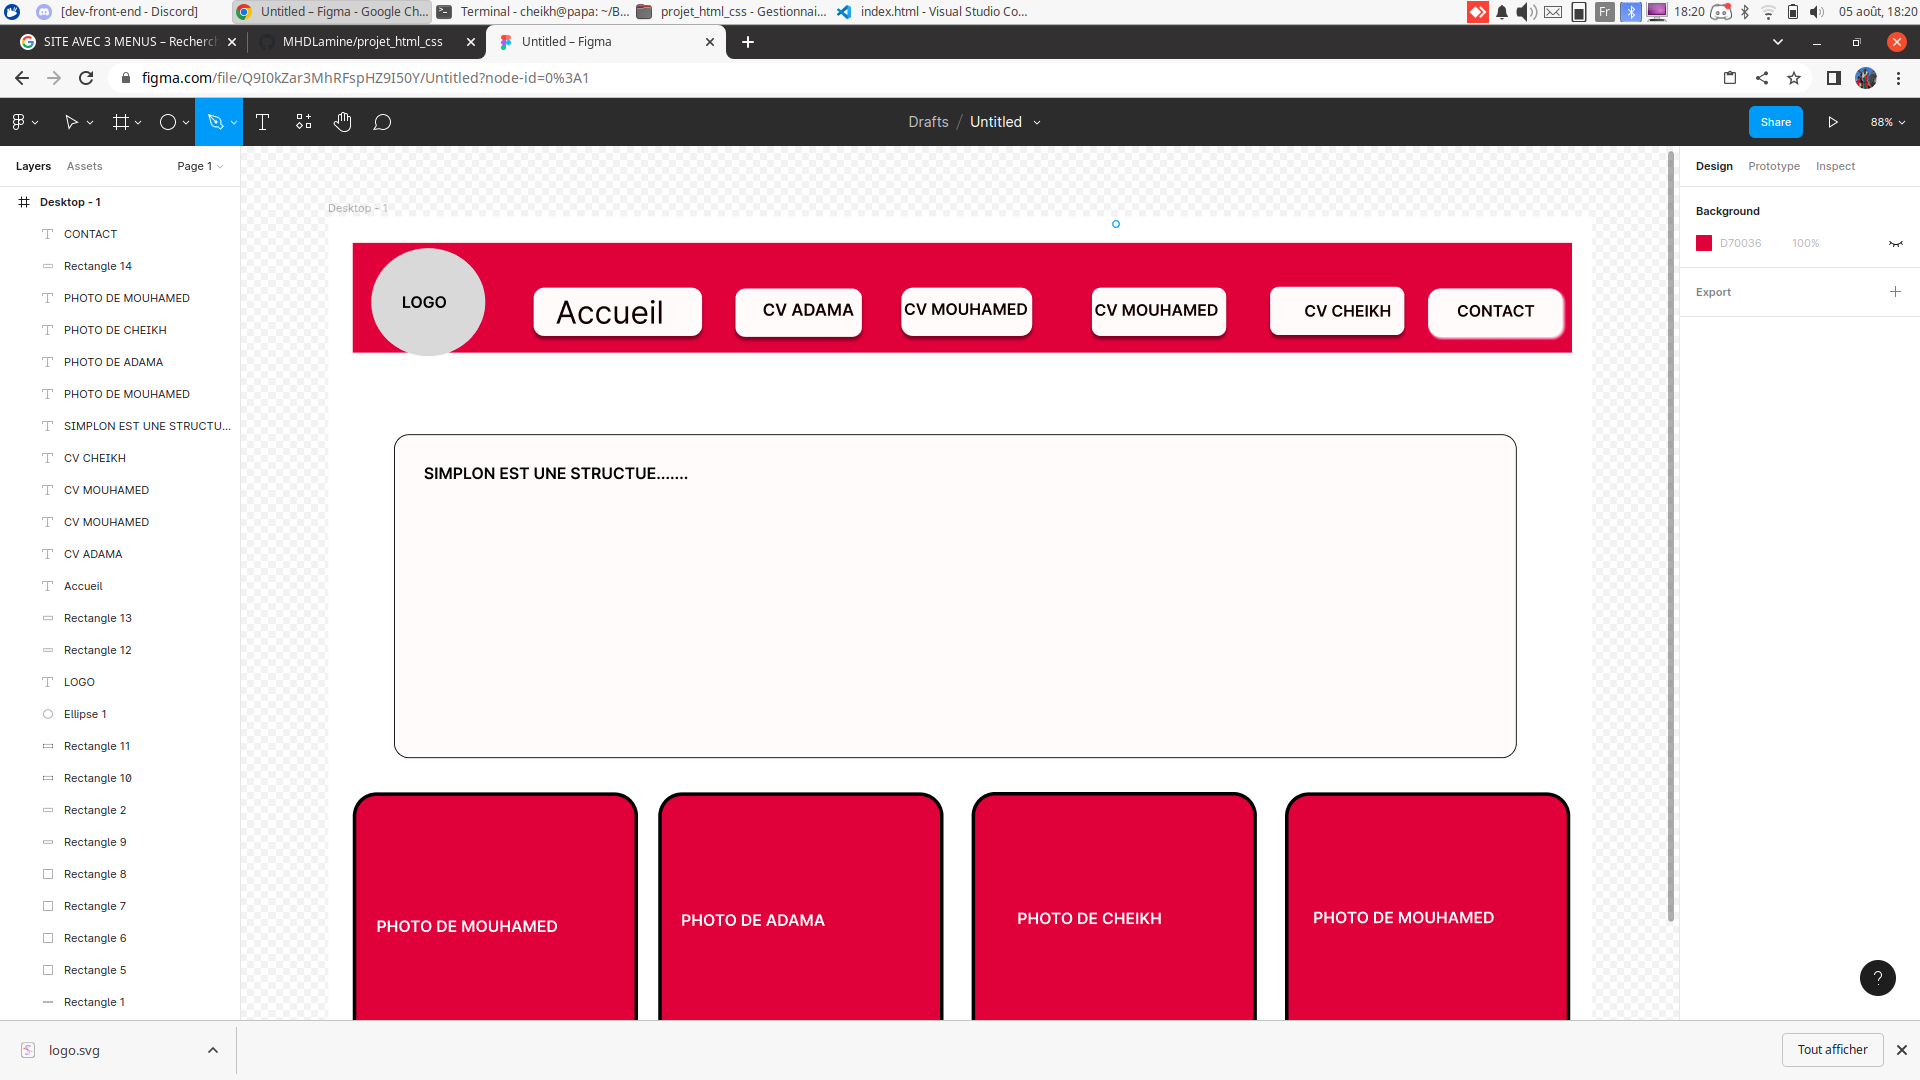 [dev-front-end - Discord] Untitled – Figma - Google Ch... Terminal - cheikh@papa: ~/B... projet_html_css - Gestionnai... index.html - Visual Studio Co... Fr 18:20 05 août, 18:20
SITE AVEC 3 MENUS – Recherc MHDLamine/projet_html_css Untitled – Figma
figma.com/file/Q9I0kZar3MhRFspHZ9I50Y/Untitled?node-id=0%3A1
Drafts / Untitled Share 88%
Layers Assets Page 1
Desktop - 1
CONTACT
Rectangle 14
PHOTO DE MOUHAMED
PHOTO DE CHEIKH
PHOTO DE ADAMA
PHOTO DE MOUHAMED
SIMPLON EST UNE STRUCTU...
CV CHEIKH
CV MOUHAMED
CV MOUHAMED
CV ADAMA
Accueil
Rectangle 13
Rectangle 12
LOGO
Ellipse 1
Rectangle 11
Rectangle 10
Rectangle 2
Rectangle 9
Rectangle 8
Rectangle 7
Rectangle 6
Rectangle 5
Rectangle 1
Desktop - 1
LOGO Accueil CV ADAMA CV MOUHAMED CV MOUHAMED CV CHEIKH CONTACT
SIMPLON EST UNE STRUCTUE.......
PHOTO DE MOUHAMED PHOTO DE ADAMA PHOTO DE CHEIKH PHOTO DE MOUHAMED
Design Prototype Inspect
Background
D70036 100%
Export
?
logo.svg Tout afficher